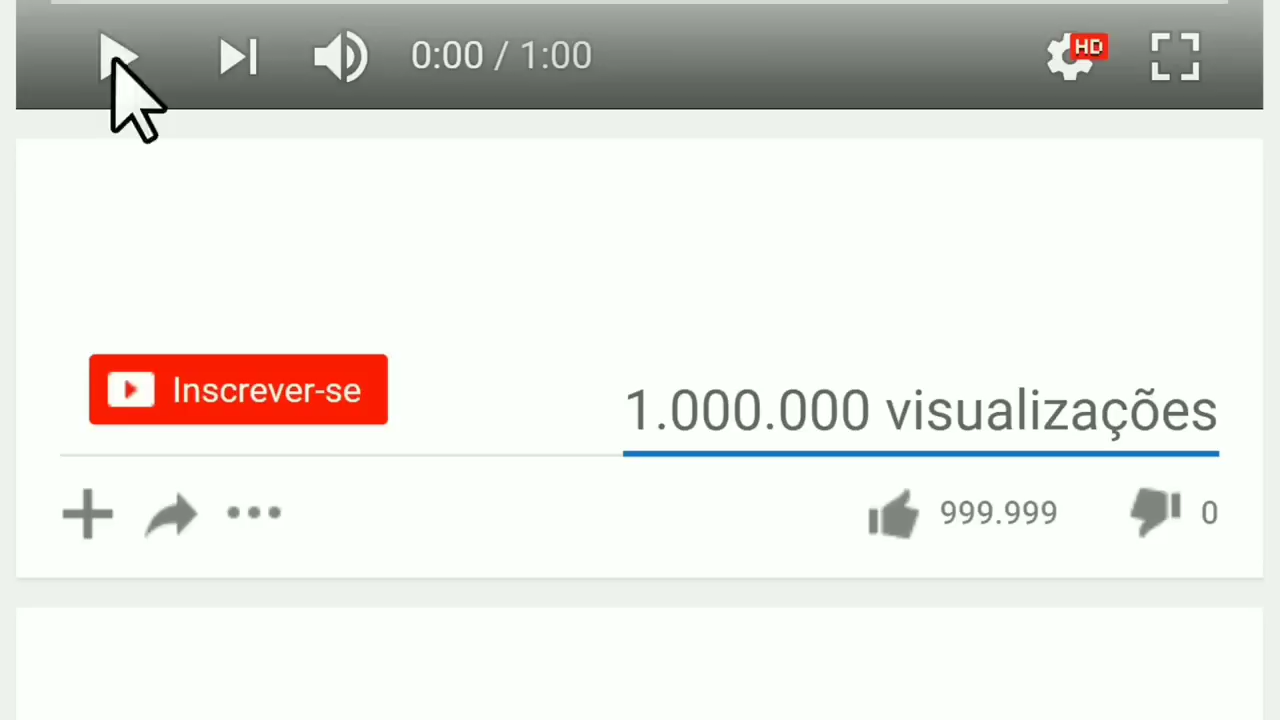 0:00 / 1:00
HD
Inscrever-se
1.000.000 visualizações
999.999
0